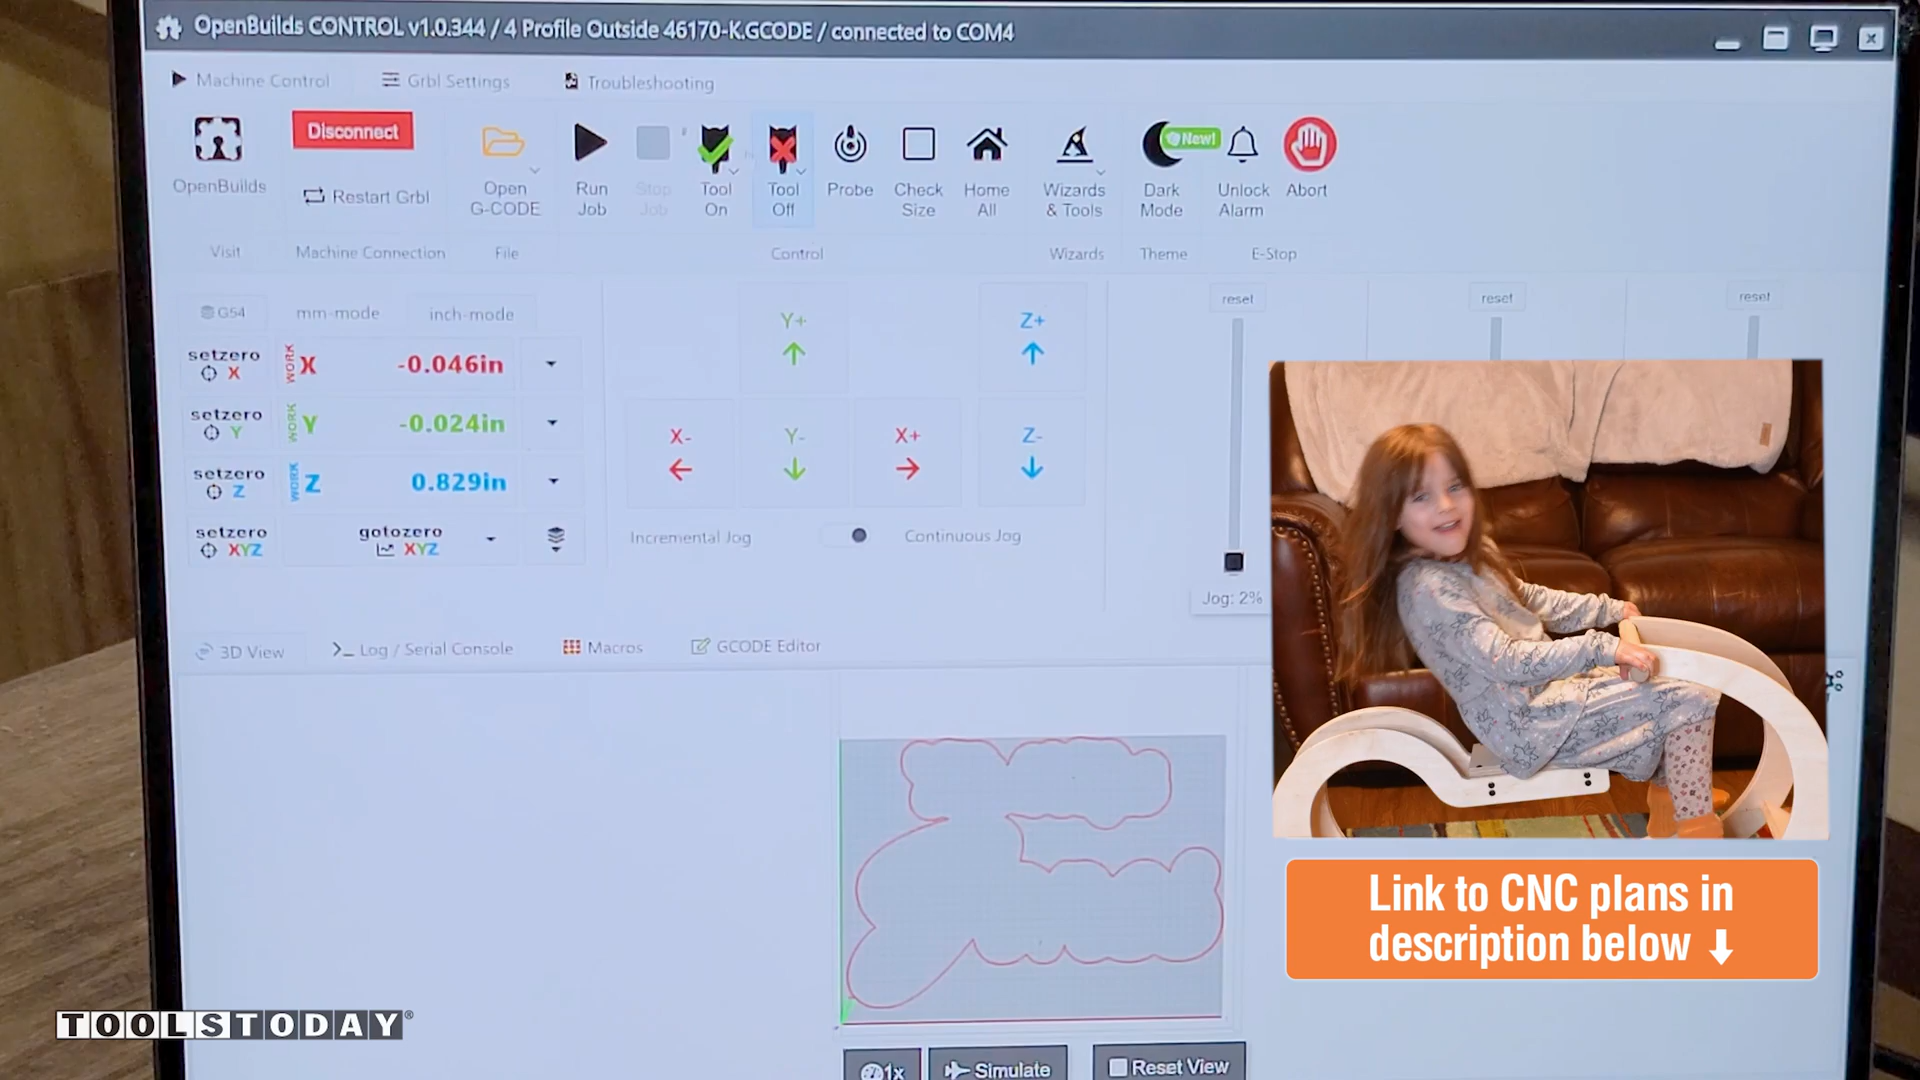 OpenBuilds CONTROL v1.0.344 / 4 Profile Outside 46170-K.GCODE / connected to COM4
Machine Control
Grbl Settings
Troubleshooting
OpenBuilds
Disconnect
Restart Grbl
Open
G-CODE
Run
Job
Stop
Job
Tool
On
Tool
Off
Probe
Check
Size
Home
All
Wizards
& Tools
New!
Dark
Mode
Unlock
Alarm
Abort
Visit
Machine Connection
File
Control
Wizards
Theme
E-Stop
G54
mm-mode
inch-mode
setzero
X
WORK
X
-0.046in
setzero
Y
WORK
Y
-0.024in
setzero
Z
WORK
Z
0.829in
setzero
XYZ
gotozero
XYZ
Y+
Z+
X-
Y-
X+
Z-
Incremental Jog
Continuous Jog
reset
reset
reset
Jog: 2%
3D View
Log / Serial Console
Macros
GCODE Editor
1x
Simulate
Reset View
Link to CNC plans in
description below
TOOLSTODAY®